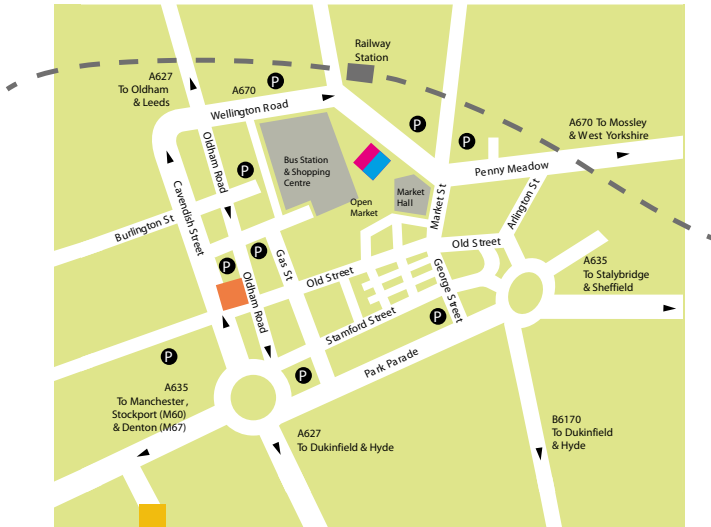 Railway
Station
A627
To Oldham
& Leeds
P
A670
Wellington Road
P
A670 To Mossley
& West Yorkshire
P
Oldham Road
Bus Station
& Shopping
Centre
Penny Meadow
P
Cavendish Street
Market
Hall
Open
Market
Market St
Arlington St
Burlington St
P
Gas St
Old Street
P
Old Street
George Street
A635
To Stalybridge
& Sheffield
Oldham Road
Stamford Street
P
P
Park Parade
P
A635
To Manchester,
Stockport (M60)
& Denton (M67)
A627
To Dukinfield & Hyde
B6170
To Dukinfield
& Hyde